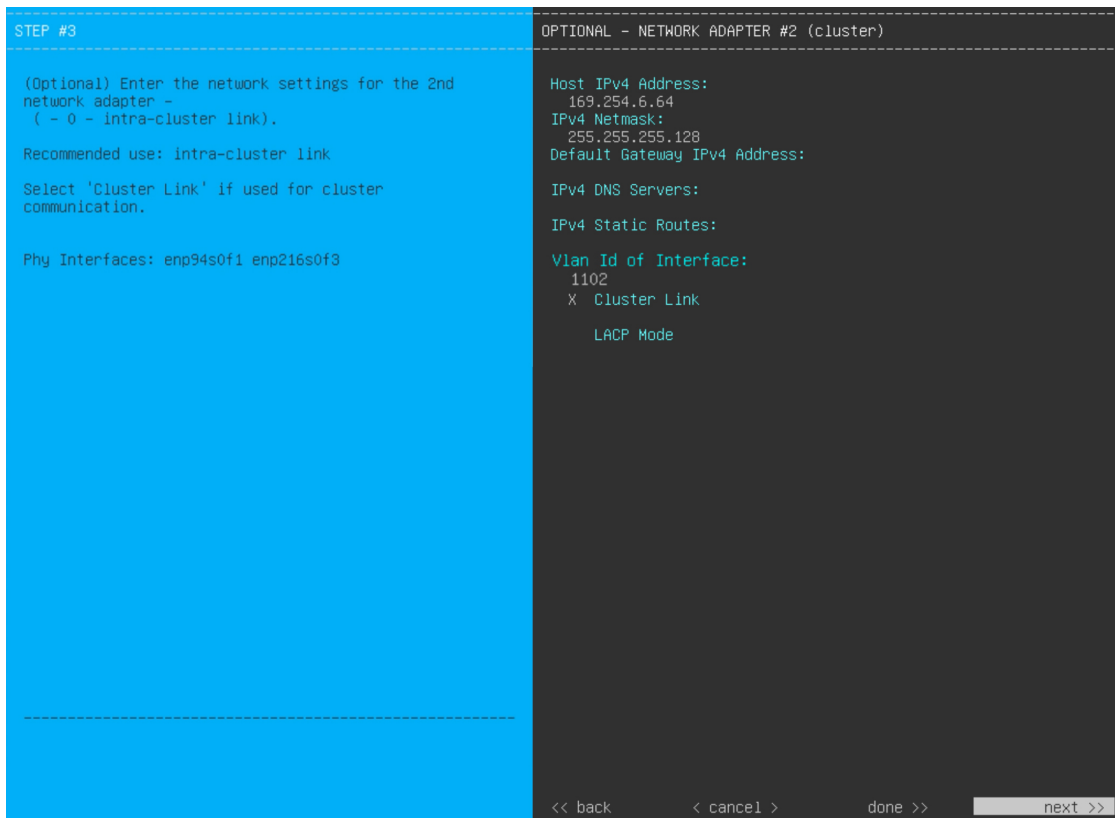 STEP #3
(Optional) Enter the network settings for the 2nd
network adapter -
( - O - intra-cluster link).
Recommended use: intra-cluster link
Select 'Cluster Link' if used for cluster
communication.
Phy Interfaces: enp94s0f1 enp216s0f3
OPTIONAL - NETWORK ADAPTER #2 (cluster)
Host IPv4 Address:
169.254.6.64
IPv4 Netmask:
255.255.255.128
Default Gateway IPv4 Address:
IPv4 DNS Servers:
IPv4 Static Routes:
Vlan Id of Interface:
1102
X Cluster Link
LACP Mode
<< back < cancel > done >> next >>